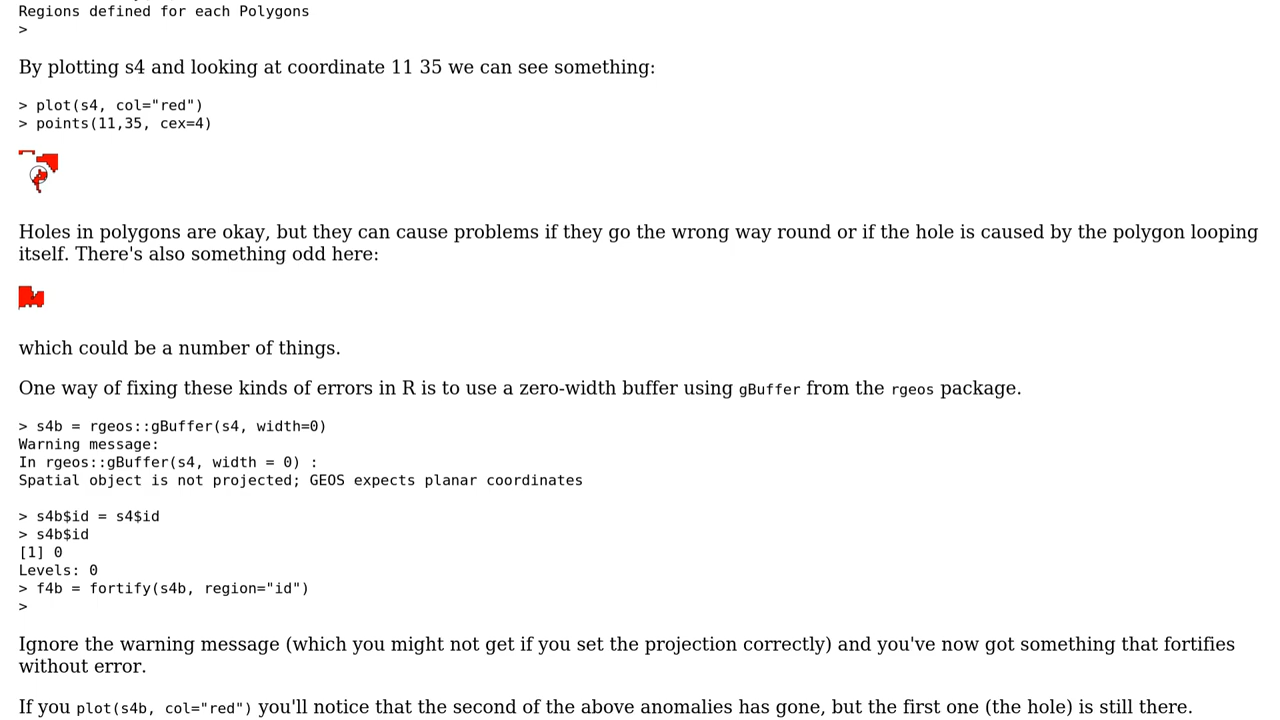 Regions defined for each Polygons
>
By plotting s4 and looking at coordinate 11 35 we can see something:
> plot(s4, col="red")
> points(11,35, cex=4)
Holes in polygons are okay, but they can cause problems if they go the wrong way round or if the hole is caused by the polygon looping
itself. There's also something odd here:
which could be a number of things.
One way of fixing these kinds of errors in R is to use a zero-width buffer using gBuffer from the rgeos package.
> s4b = rgeos::gBuffer(s4, width=0)
Warning message:
In rgeos::gBuffer(s4, width = 0) :
Spatial object is not projected; GEOS expects planar coordinates
> s4b$id = s4$id
> s4b$id
[1] 0
Levels: 0
> f4b = fortify(s4b, region="id")
>
Ignore the warning message (which you might not get if you set the projection correctly) and you've now got something that fortifies
without error.
If you plot(s4b, col="red") you'll notice that the second of the above anomalies has gone, but the first one (the hole) is still there.